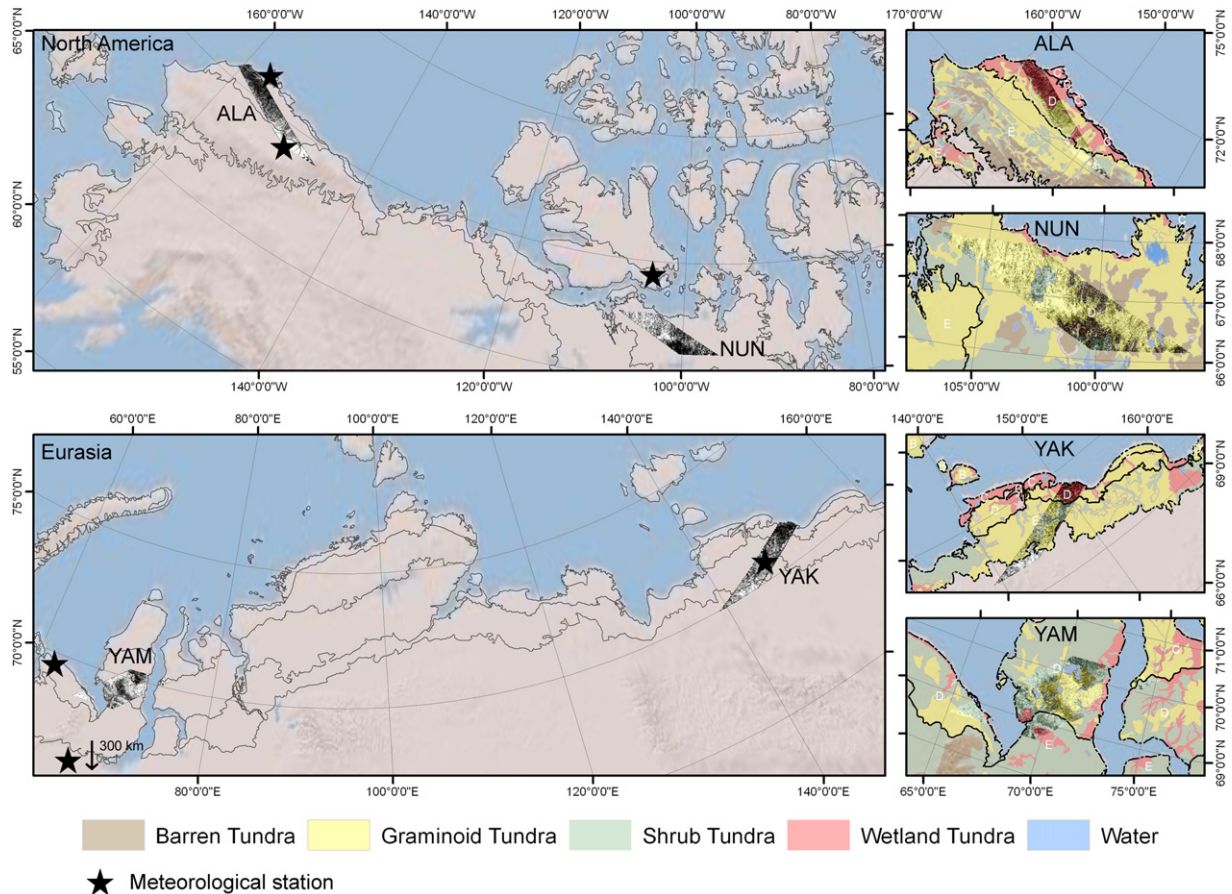 160°0'0"W 140°0'0"W 100°0'0"W 80°0'0"W
65°0'0"N
60°0'0"N
55°0'0"N
North America
ALA
NUN
140°0'0"W 120°0'0"W 100°0'0"W 80°0'0"W
170°0'0"W 160°0'0"W 150°0'0"W
ALA
75°0'0"N
72°0'0"N
C
D
E
NUN
C
E
68°0'0"N
67°0'0"N
66°0'0"N
105°0'0"W 100°0'0"W
60°0'0"E 80°0'0"E 100°0'0"E 120°0'0"E 140°0'0"E 160°0'0"E
75°0'0"N
70°0'0"N
Eurasia
YAK
YAM
300 km
80°0'0"E 100°0'0"E 120°0'0"E 140°0'0"E
140°0'0"E 150°0'0"E 160°0'0"E
YAK
B
B
C
D
D
E
69°0'0"N
66°0'0"N
YAM
D
D
C
D
E
E
71°0'0"N
70°0'0"N
69°0'0"N
65°0'0"E 70°0'0"E 75°0'0"E
Barren Tundra Graminoid Tundra Shrub Tundra Wetland Tundra Water
Meteorological station